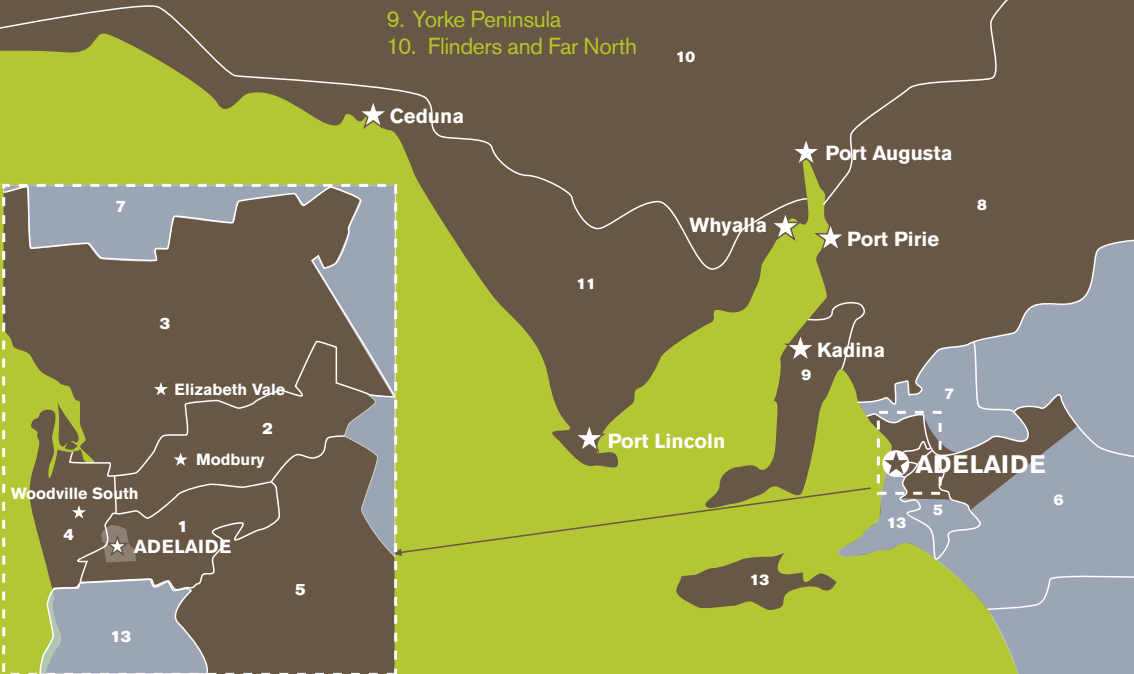 9. Yorke Peninsula
10. Flinders and Far North
10
Ceduna
Port Augusta
8
7
Whyalla
Port Pirie
11
3
Kadina
9
Elizabeth Vale
7
2
Port Lincoln
Modbury
ADELAIDE
Woodville South
6
5
13
1
4
ADELAIDE
13
5
13